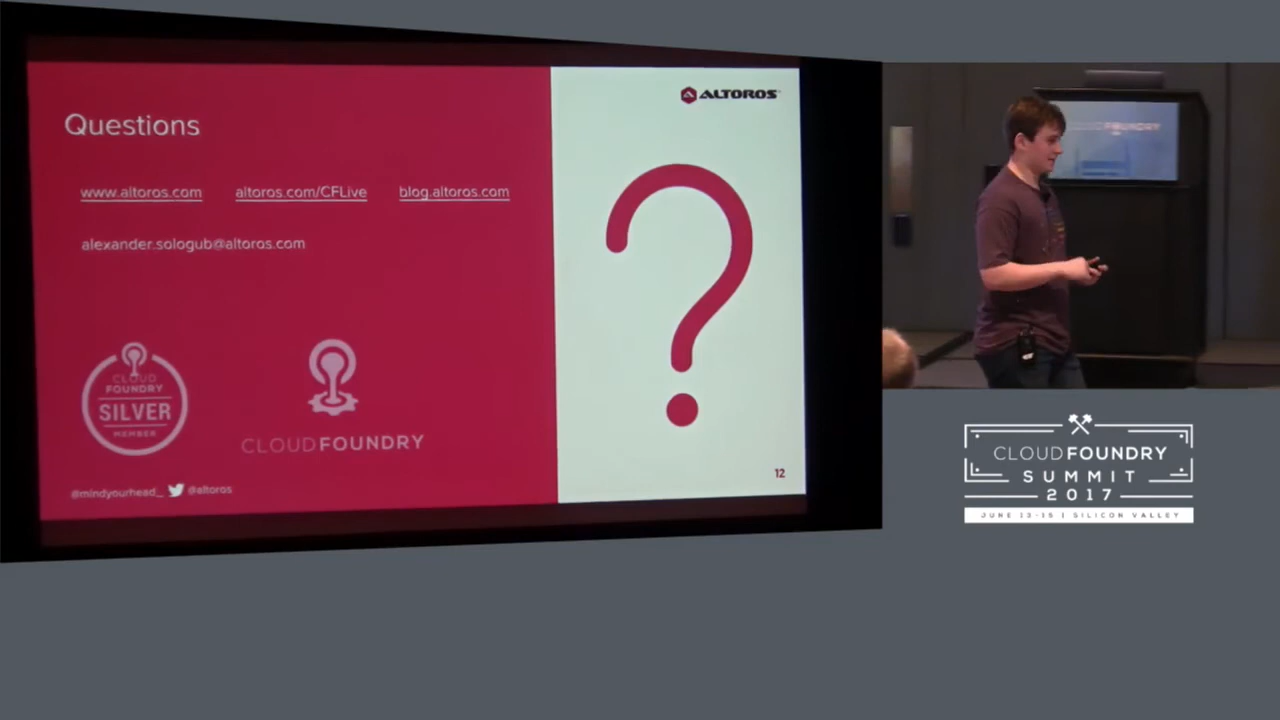 ALTOROS
Questions
www.altoros.com altoros.com/CFLive blog.altoros.com
alexander.sologub@altoros.com
CLOUD
FOUNDRY
SILVER
MEMBER
CLOUDFOUNDRY
@mindyourhead_ @altoros
12
CLOUDFOUNDRY
CLOUDFOUNDRY
SUMMIT
2017
JUNE 13-15 | SILICON VALLEY